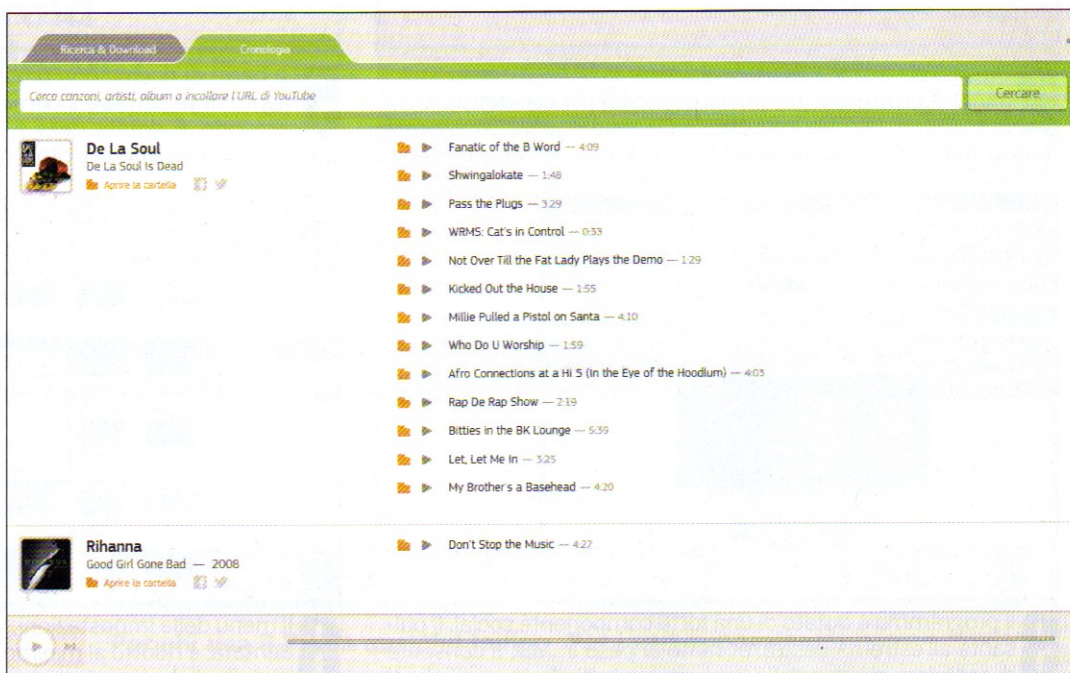 Ricerca & Download
Cronologia
Cerca canzoni, artisti, album o incollare l'URL di YouTube
Cercare
De La Soul
De La Soul Is Dead
Aprire la cartella
Fanatic of the B Word — 4:09
Shwingalokate — 1:48
Pass the Plugs — 3:29
WRMS: Cat's in Control — 0:33
Not Over Till the Fat Lady Plays the Demo — 1:29
Kicked Out the House — 1:55
Millie Pulled a Pistol on Santa — 4:10
Who Do U Worship — 1:59
Afro Connections at a Hi 5 (In the Eye of the Hoodlum) — 4:03
Rap De Rap Show — 2:19
Bitties in the BK Lounge — 5:39
Let, Let Me In — 3:25
My Brother's a Basehead — 4:20
Rihanna
Good Girl Gone Bad — 2008
Aprire la cartella
Don't Stop the Music — 4:27